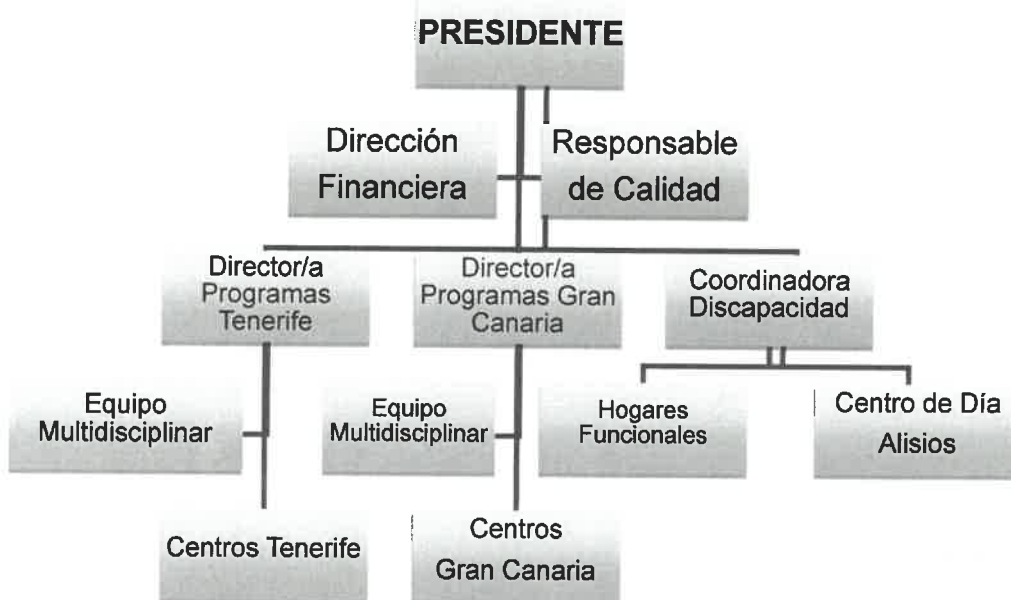 PRESIDENTE
Dirección
Financiera
Responsable
de Calidad
Director/a
Programas
Tenerife
Director/a
Programas Gran
Canaria
Coordinadora
Discapacidad
Equipo
Multidisciplinar
Equipo
Multidisciplinar
Hogares
Funcionales
Centro de Día
Alisios
Centros Tenerife
Centros
Gran Canaria